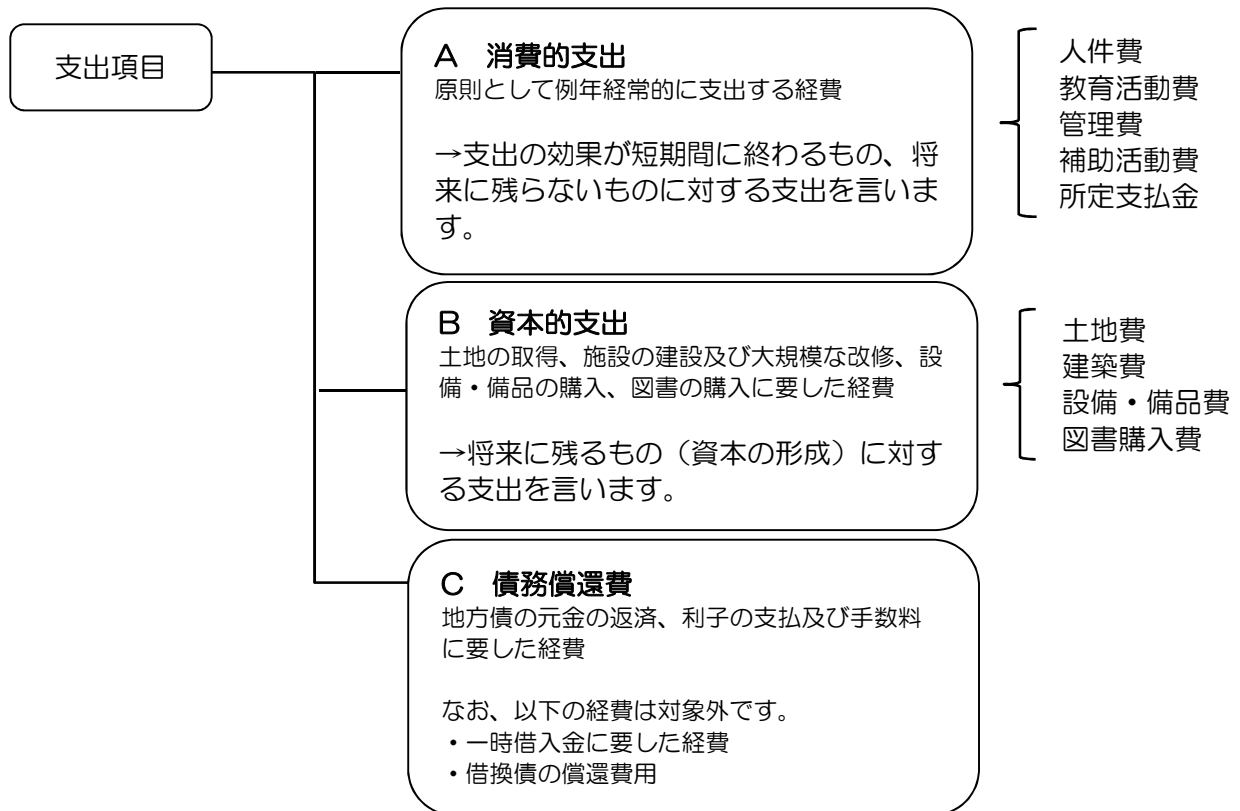 支出項目
A 消費的支出
原則として例年経常的に支出する経費
→支出の効果が短期間に終わるもの、将
来に残らないものに対する支出を言いま
す。
人件費
教育活動費
管理費
補助活動費
所定支払金
B 資本的支出
土地の取得、施設の建設及び大規模な改修、設
備・備品の購入、図書の購入に要した経費
→将来に残るもの（資本の形成）に対す
る支出を言います。
土地費
建築費
設備・備品費
図書購入費
C 債務償還費
地方債の元金の返済、利子の支払及び手数料
に要した経費
なお、以下の経費は対象外です。
・一時借入金に要した経費
・借換債の償還費用